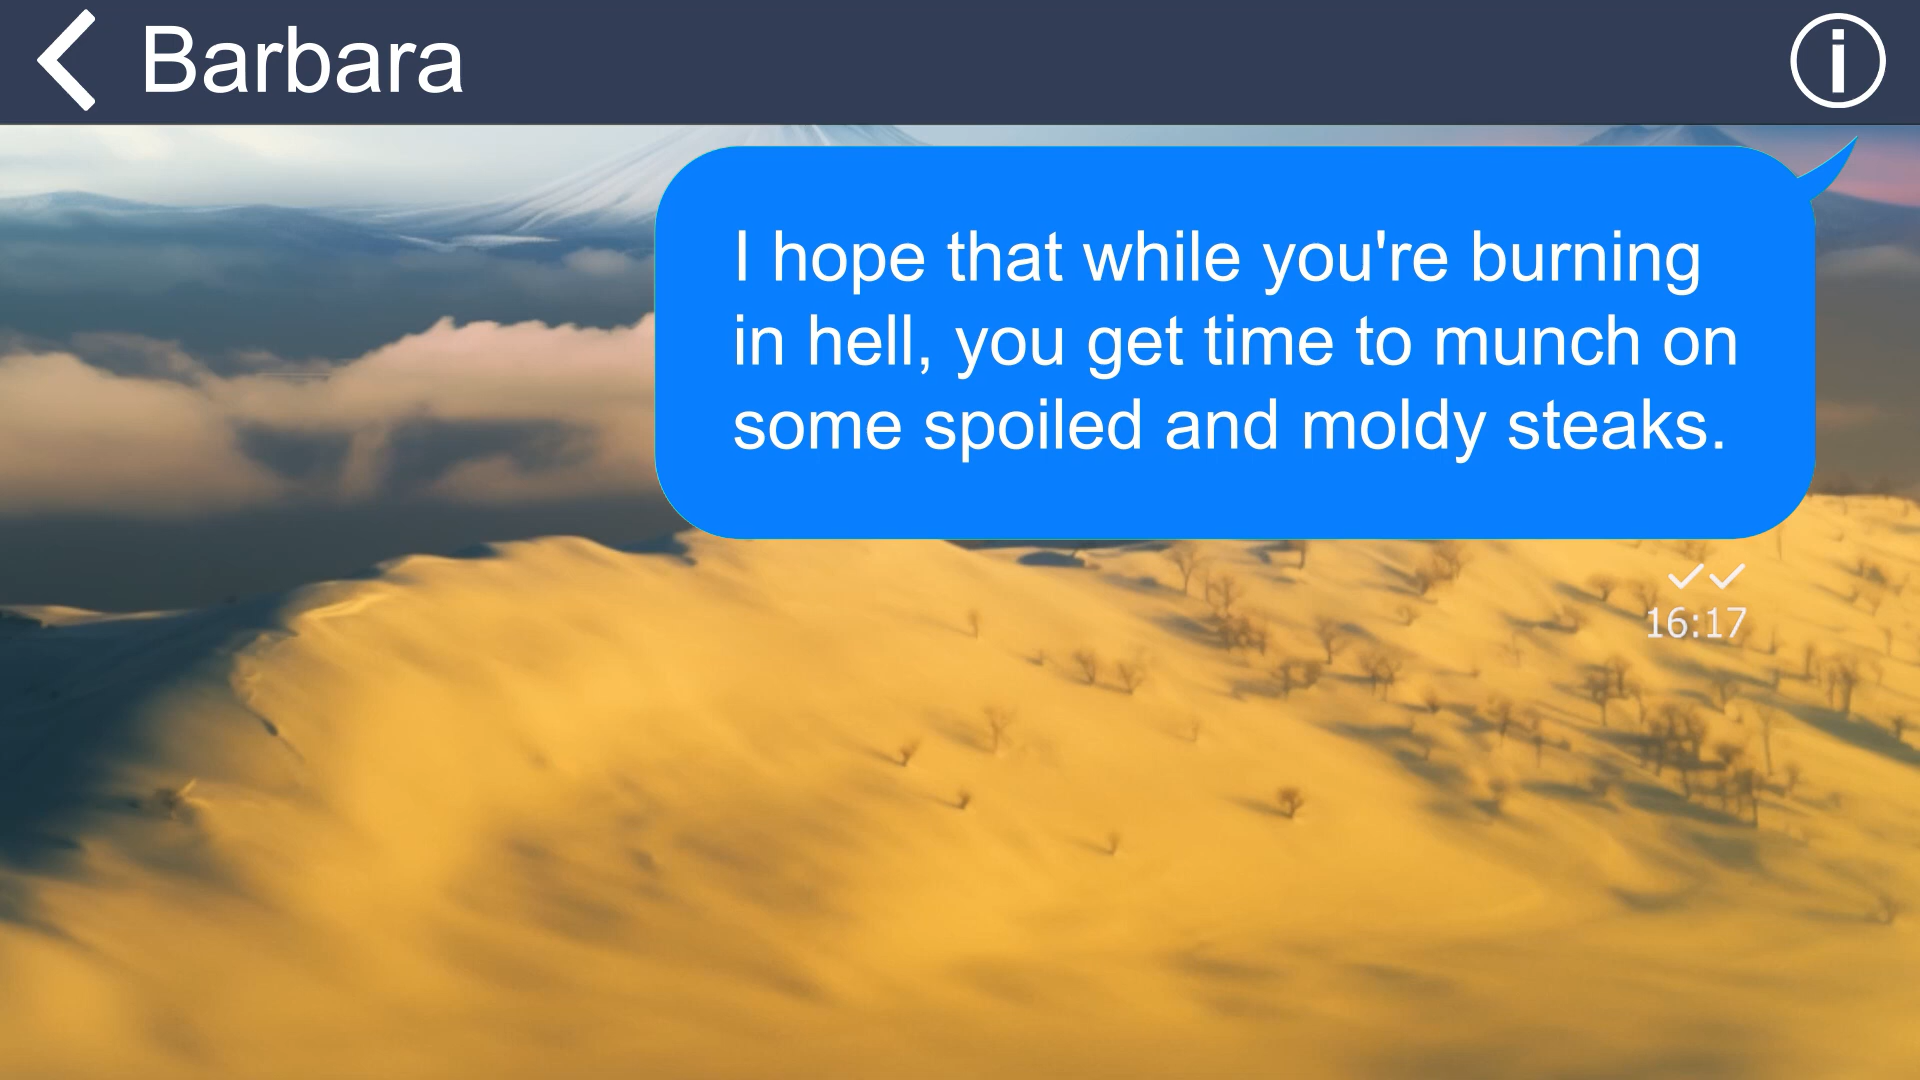 Barbara
I hope that while you're burning
in hell, you get time to munch on
some spoiled and moldy steaks.
16:17